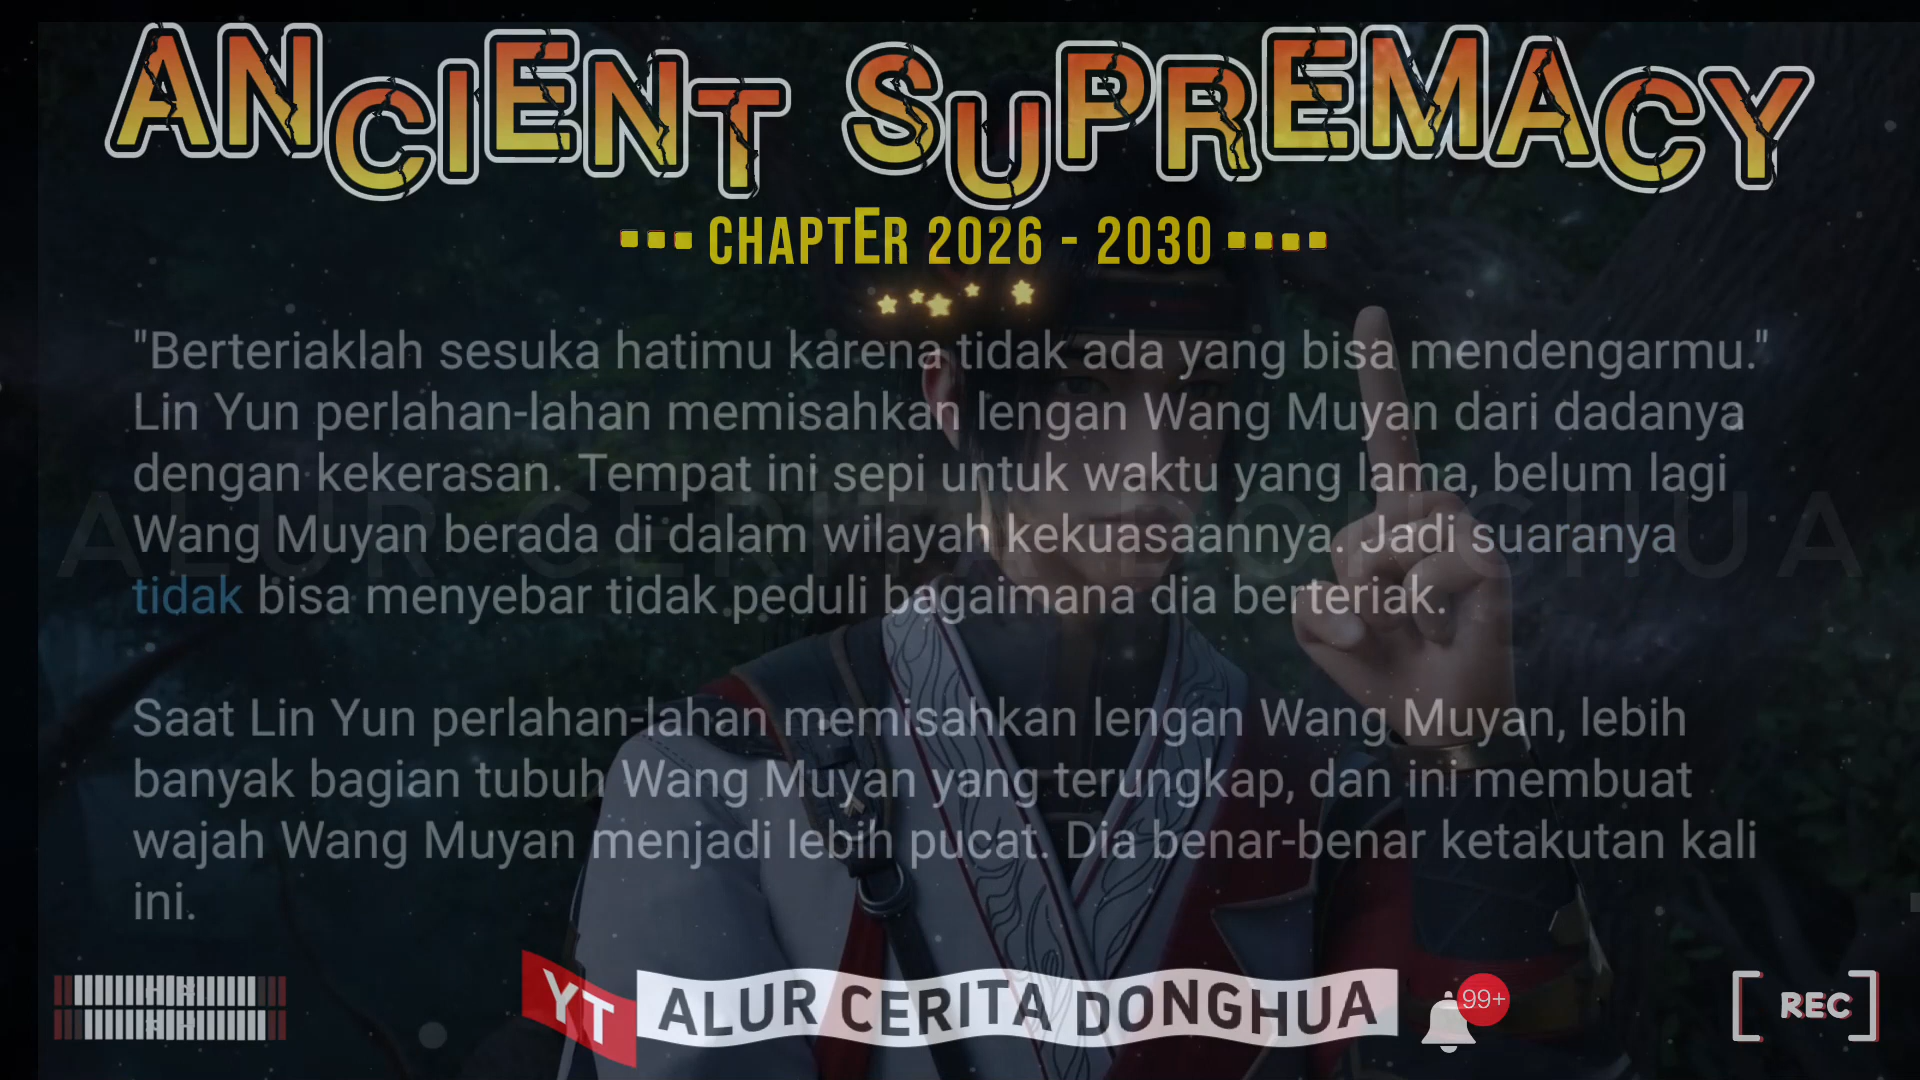 ANCIENT SUPREMACY
CHAPTER 2026 - 2030
"Berteriaklah sesuka hatimu karena tidak ada yang bisa mendengarmu."
Lin Yun perlahan-lahan memisahkan lengan Wang Muyan dari dadanya
dengan kekerasan. Tempat ini sepi untuk waktu yang lama, belum lagi
ALUR CERITA DONGHUA
Wang Muyan berada di dalam wilayah kekuasaannya. Jadi suaranya
tidak bisa menyebar tidak peduli bagaimana dia berteriak.
Saat Lin Yun perlahan-lahan memisahkan lengan Wang Muyan, lebih
banyak bagian tubuh Wang Muyan yang terungkap, dan ini membuat
wajah Wang Muyan menjadi lebih pucat. Dia benar-benar ketakutan kali
ini.
YT ALUR CERITA DONGHUA
99+
REC